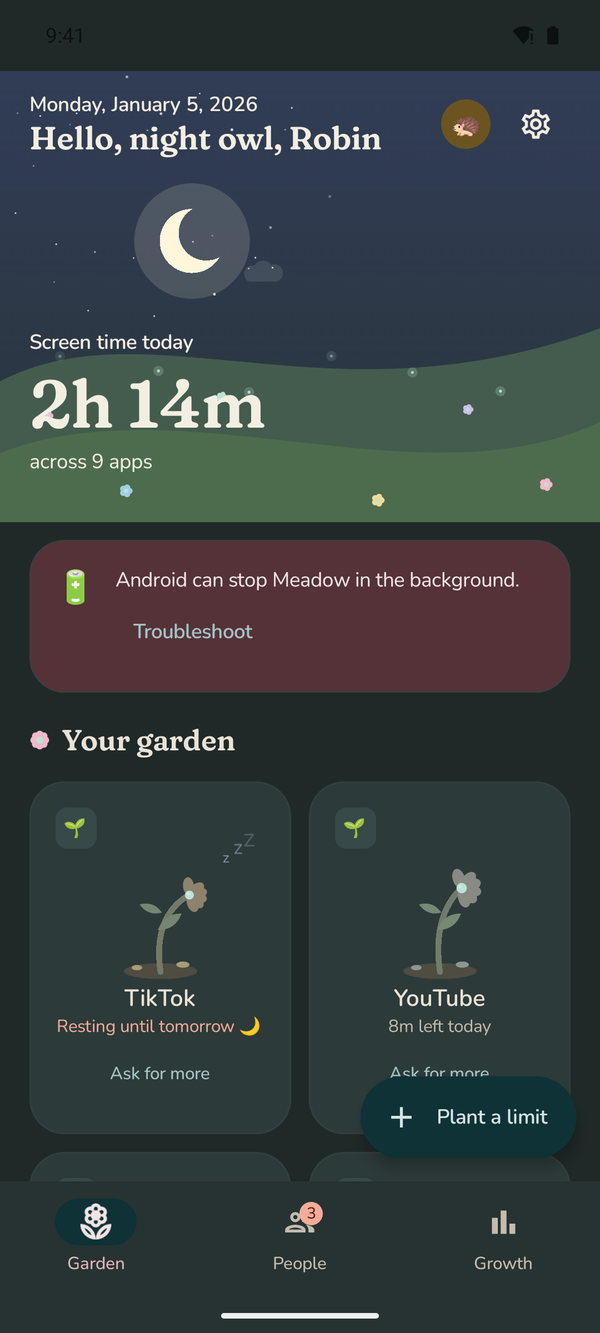 9:41
Monday, January 5, 2026
Hello, night owl, Robin
Screen time today
2h 14m
across 9 apps
Android can stop Meadow in the background.
Troubleshoot
Your garden
z z Z
TikTok
Resting until tomorrow 🌙
Ask for more
YouTube
8m left today
Ask for more
Plant a limit
Garden
3
People
Growth